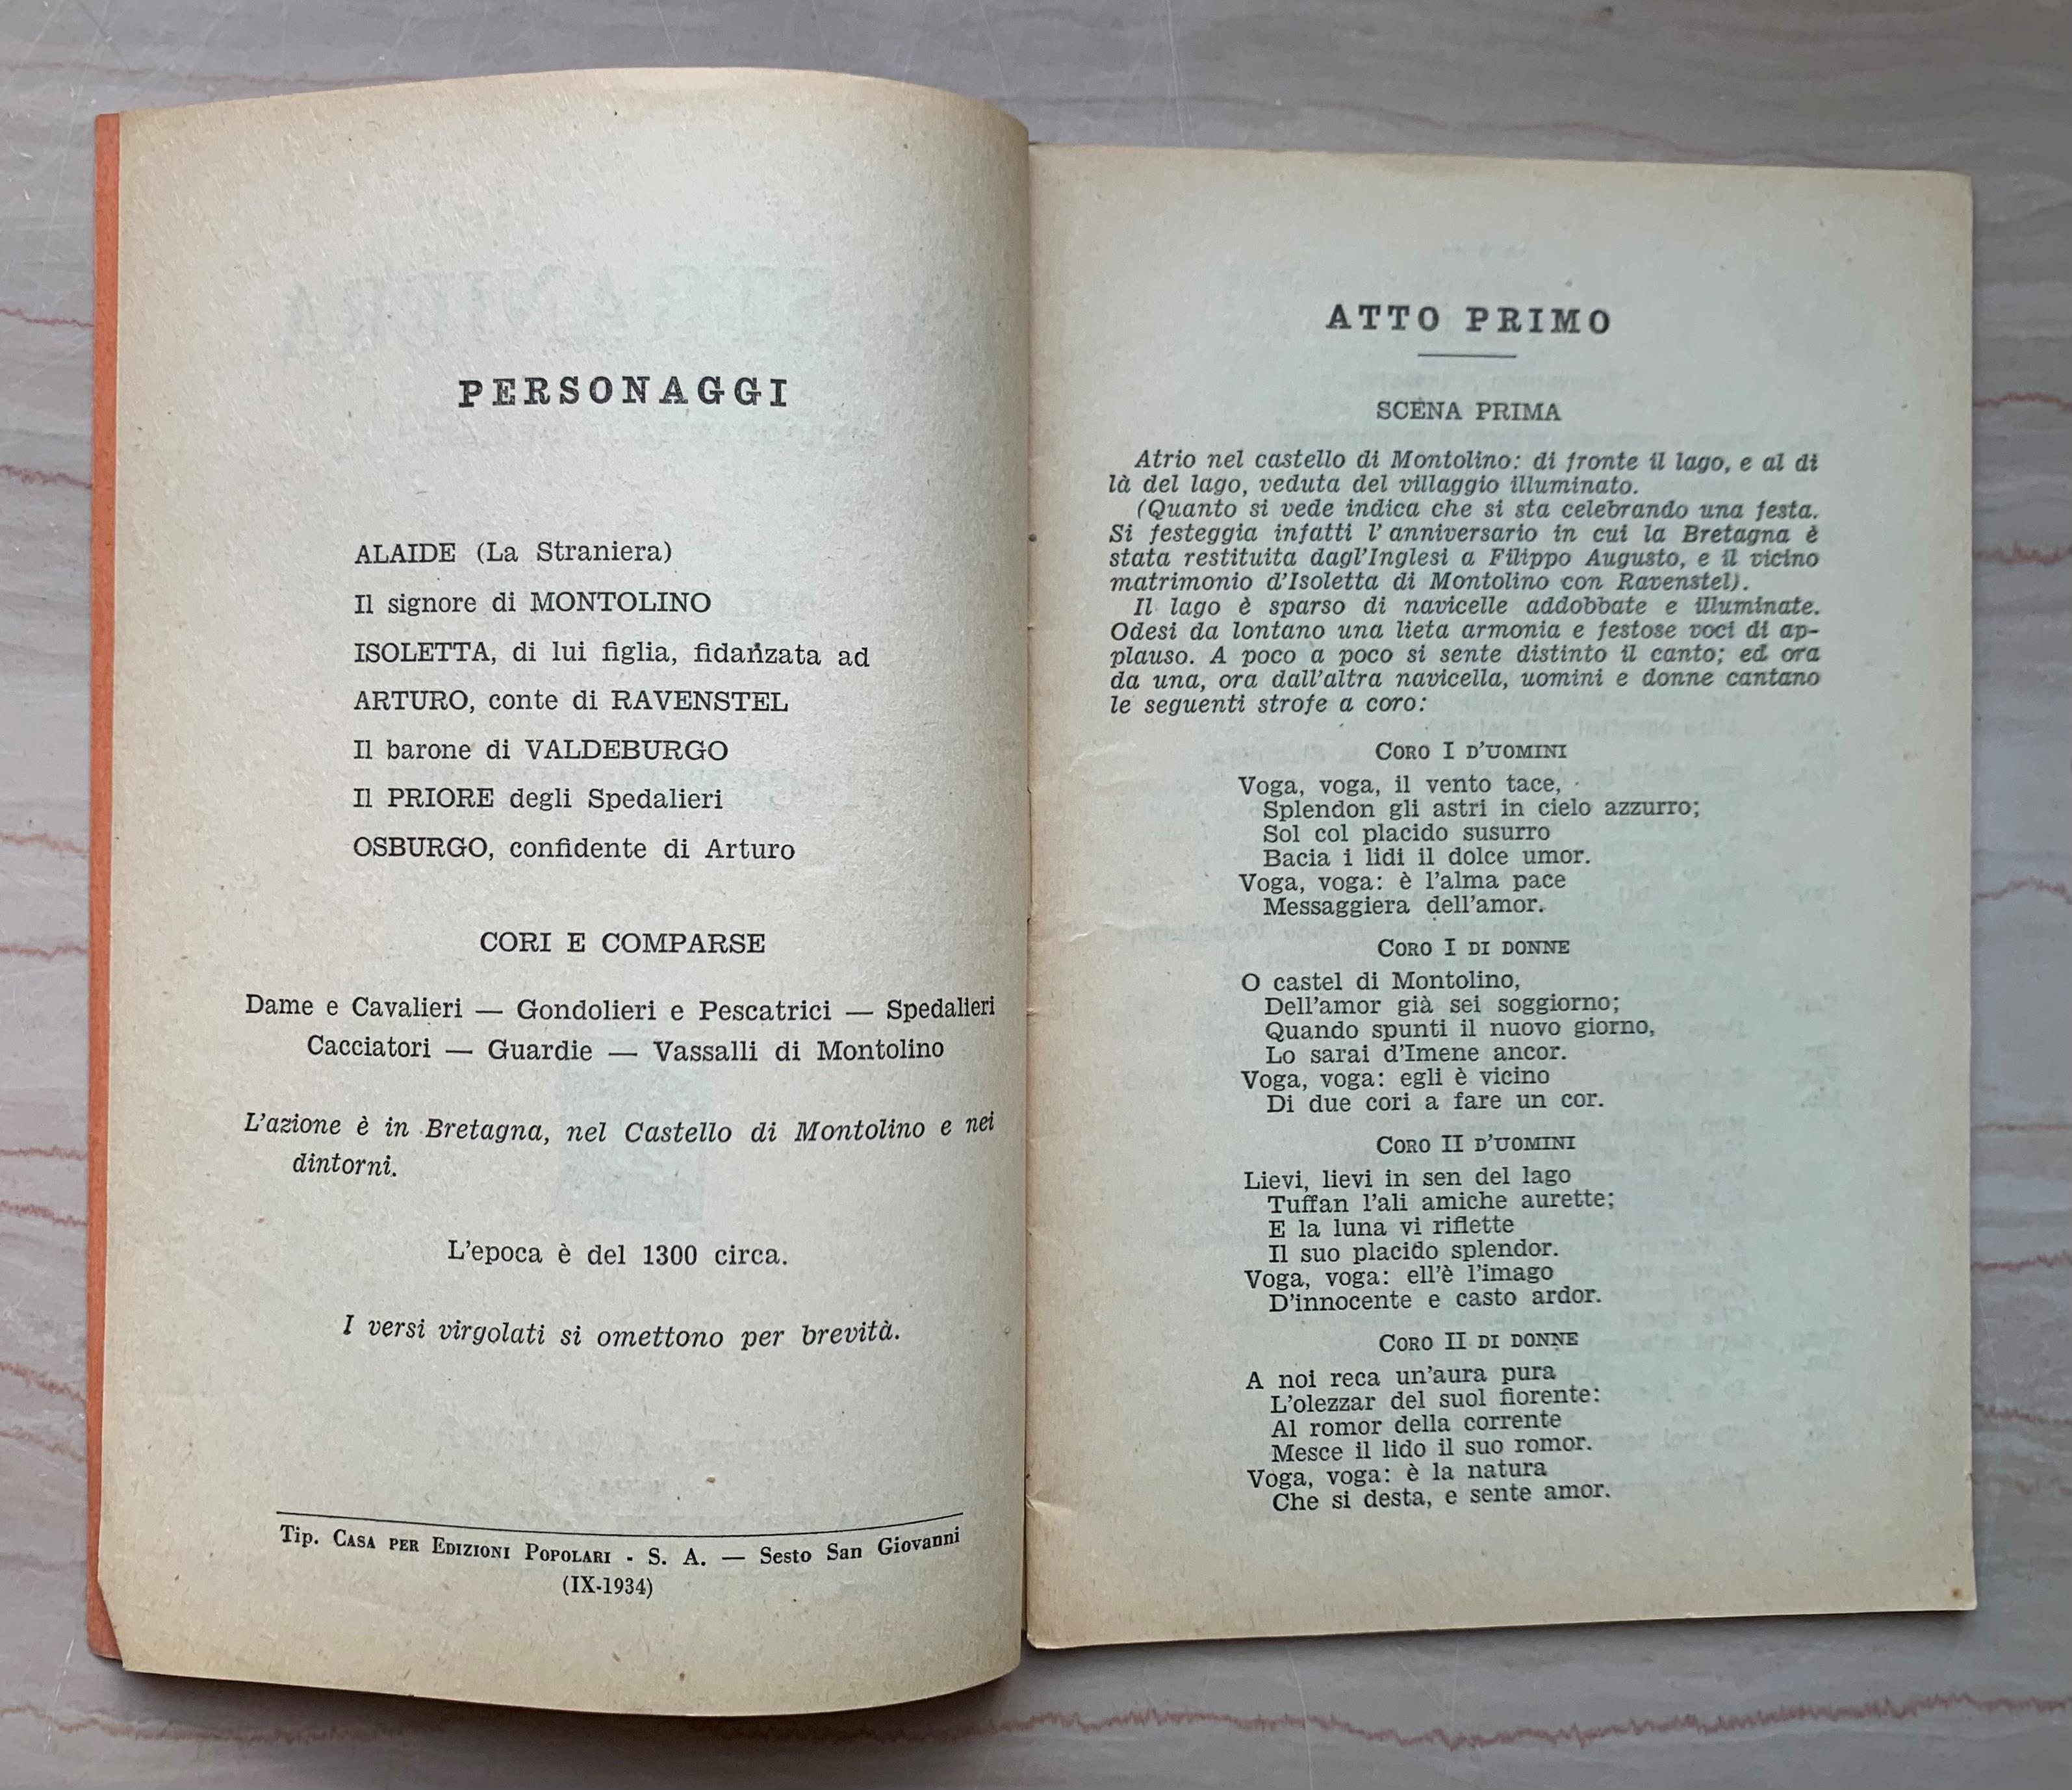 PERSONAGGI
ALAIDE (La Straniera)
Il signore di MONTOLINO
ISOLETTA, di lui figlia, fidanzata ad
ARTURO, conte di RAVENSTEL
Il barone di VALDEBURGO
Il PRIORE degli Spedalieri
OSBURGO, confidente di Arturo
CORI E COMPARSE
Dame e Cavalieri — Gondolieri e Pescatrici — Spedalieri
Cacciatori — Guardie — Vassalli di Montolino
L'azione è in Bretagna, nel Castello di Montolino e nei
dintorni.
L'epoca è del 1300 circa.
I versi virgolati si omettono per brevità.
Tip. CASA PER EDIZIONI POPOLARI - S. A. — Sesto San Giovanni
(IX-1934)
ATTO PRIMO
SCENA PRIMA
Atrio nel castello di Montolino: di fronte il lago, e al di
là del lago, veduta del villaggio illuminato.
(Quanto si vede indica che si sta celebrando una festa.
Si festeggia infatti l'anniversario in cui la Bretagna è
stata restituita dagl'Inglesi a Filippo Augusto, e il vicino
matrimonio d'Isoletta di Montolino con Ravenstel).
Il lago è sparso di navicelle addobbate e illuminate.
Odesi da lontano una lieta armonia e festose voci di ap-
plauso. A poco a poco si sente distinto il canto; ed ora
da una, ora dall'altra navicella, uomini e donne cantano
le seguenti strofe a coro:
CORO I D'UOMINI
Voga, voga, il vento tace,
Splendon gli astri in cielo azzurro;
Sol col placido susurro
Bacia i lidi il dolce umor.
Voga, voga: è l'alma pace
Messaggiera dell'amor.
CORO I DI DONNE
O castel di Montolino,
Dell'amor già sei soggiorno;
Quando spunti il nuovo giorno,
Lo sarai d'Imene ancor.
Voga, voga: egli è vicino
Di due cori a fare un cor.
CORO II D'UOMINI
Lievi, lievi in sen del lago
Tuffan l'ali amiche aurette;
E la luna vi riflette
Il suo placido splendor.
Voga, voga: ell'è l'imago
D'innocente e casto ardor.
CORO II DI DONNE
A noi reca un'aura pura
L'olezzar del suol fiorente:
Al romor della corrente
Mesce il lido il suo romor.
Voga, voga: è la natura
Che si desta, e sente amor.